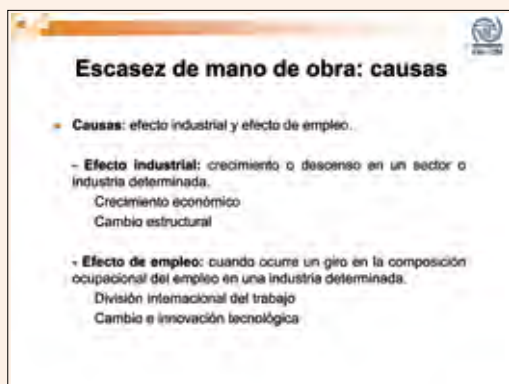 Escasez de mano de obra: causas
Causas: efecto industrial y efecto de empleo.
- Efecto industrial: crecimiento o descenso en un sector o
industria determinada.
Crecimiento económico
Cambio estructural
- Efecto de empleo: cuando ocurre un giro en la composición
ocupacional del empleo en una industria determinada.
División internacional del trabajo
Cambio e innovación tecnológica